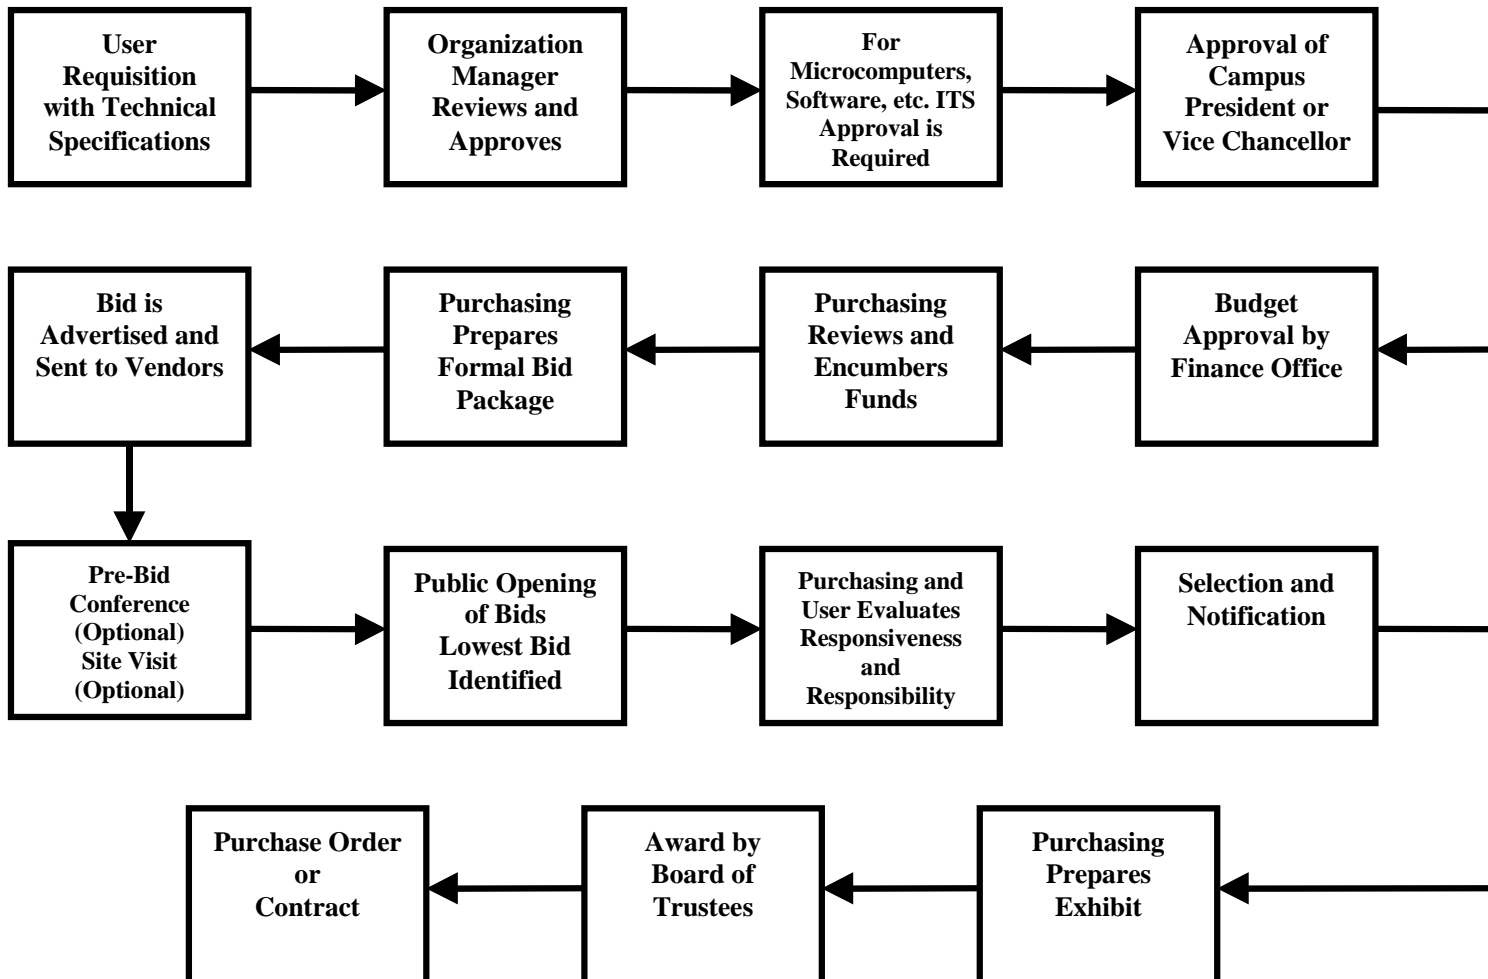 User
Requisition
with Technical
Specifications
Organization
Manager
Reviews and
Approves
For
Microcomputers,
Software, etc. ITS
Approval is
Required
Approval of
Campus
President or
Vice Chancellor
Budget
Approval by
Finance Office
Purchasing
Reviews and
Encumbers
Funds
Purchasing
Prepares
Formal Bid
Package
Bid is
Advertised and
Sent to Vendors
Pre-Bid
Conference
(Optional)
Site Visit
(Optional)
Public Opening
of Bids
Lowest Bid
Identified
Purchasing and
User Evaluates
Responsiveness
and
Responsibility
Selection and
Notification
Purchasing
Prepares
Exhibit
Award by
Board of
Trustees
Purchase Order
or
Contract